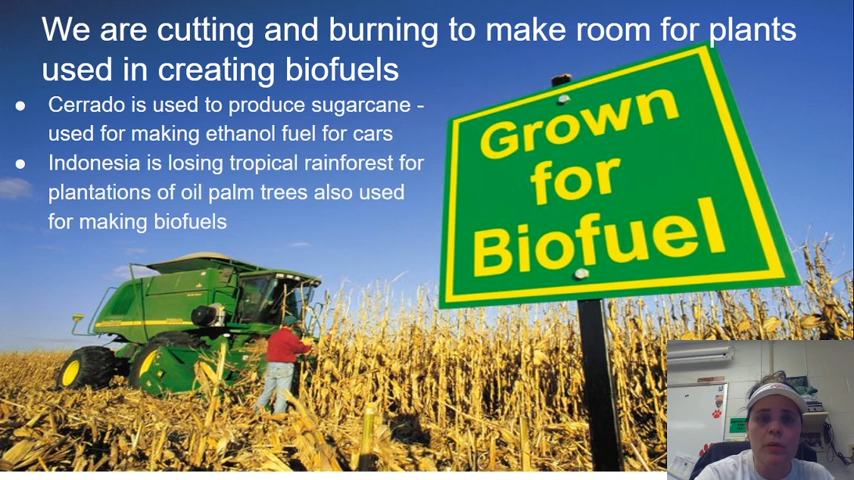 We are cutting and burning to make room for plants
used in creating biofuels
● Cerrado is used to produce sugarcane -
used for making ethanol fuel for cars
● Indonesia is losing tropical rainforest for
plantations of oil palm trees also used
for making biofuels
Grown
for
Biofuel